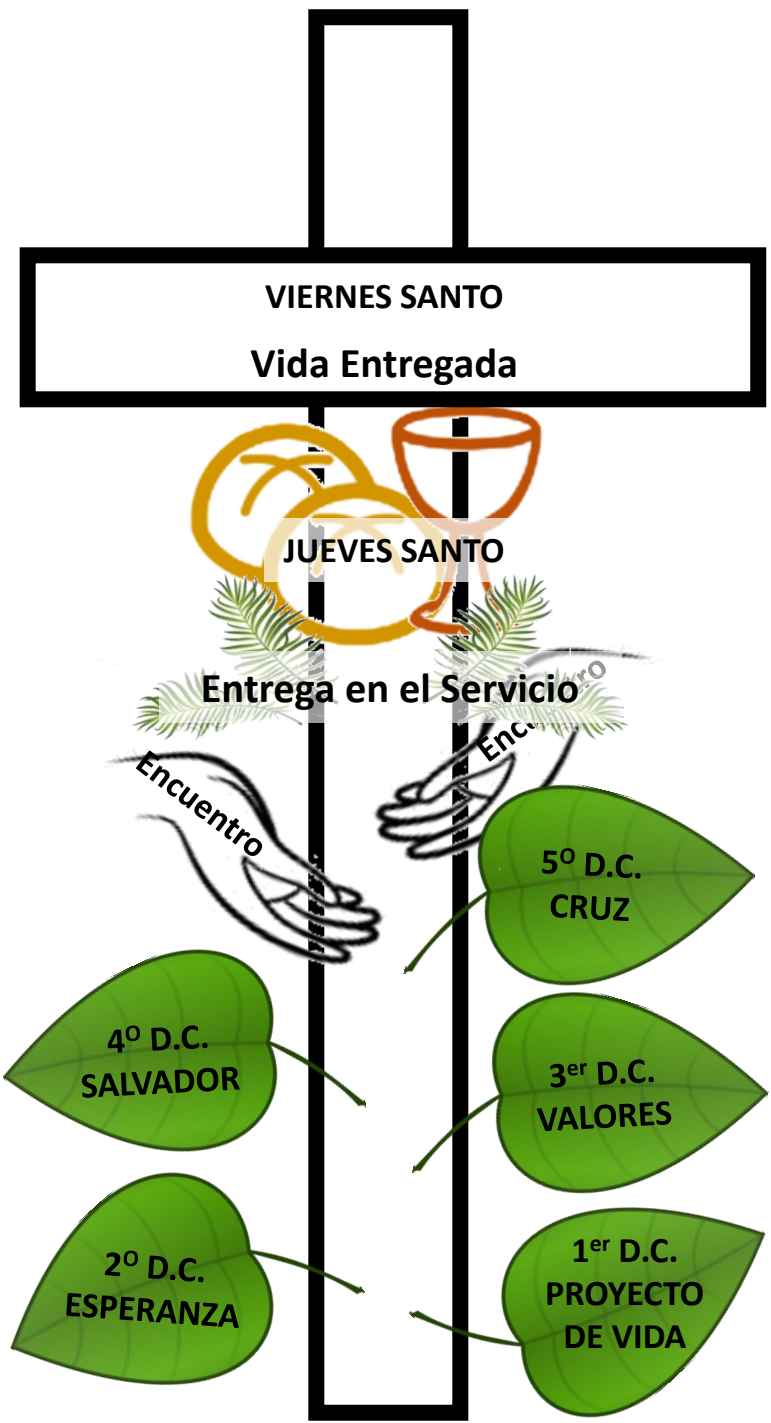 VIERNES SANTO
Vida Entregada
JUEVES SANTO
Entrega en el Servicio
Encuentro
Encuentro
5º D.C.
CRUZ
4º D.C.
SALVADOR
3er D.C.
VALORES
2º D.C.
ESPERANZA
1er D.C.
PROYECTO
DE VIDA